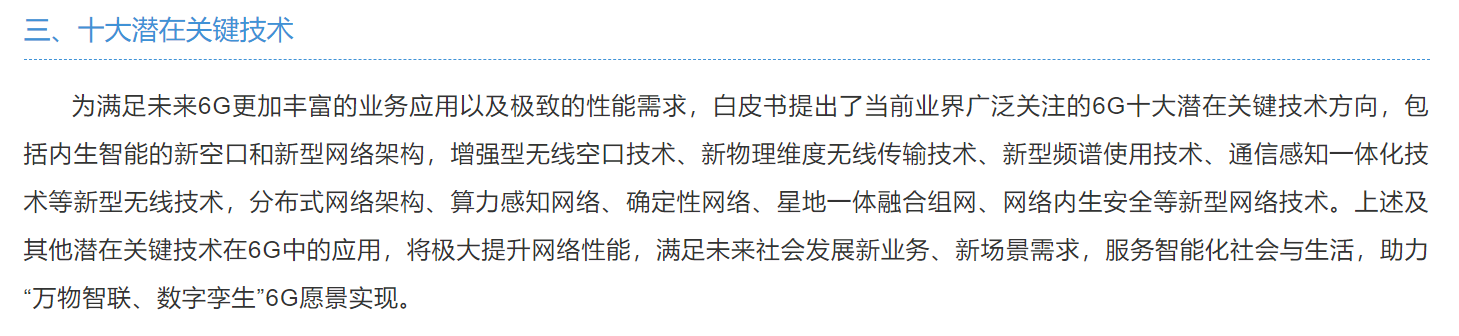 三、十大潜在关键技术
为满足未来6G更加丰富的业务应用以及极致的性能需求，白皮书提出了当前业界广泛关注的6G十大潜在关键技术方向，包
括内生智能的新空口和新型网络架构，增强型无线空口技术、新物理维度无线传输技术、新型频谱使用技术、通信感知一体化技
术等新型无线技术，分布式网络架构、算力感知网络、确定性网络、星地一体融合组网、网络内生安全等新型网络技术。上述及
其他潜在关键技术在6G中的应用，将极大提升网络性能，满足未来社会发展新业务、新场景需求，服务智能化社会与生活，助力
“万物智联、数字孪生”6G愿景实现。